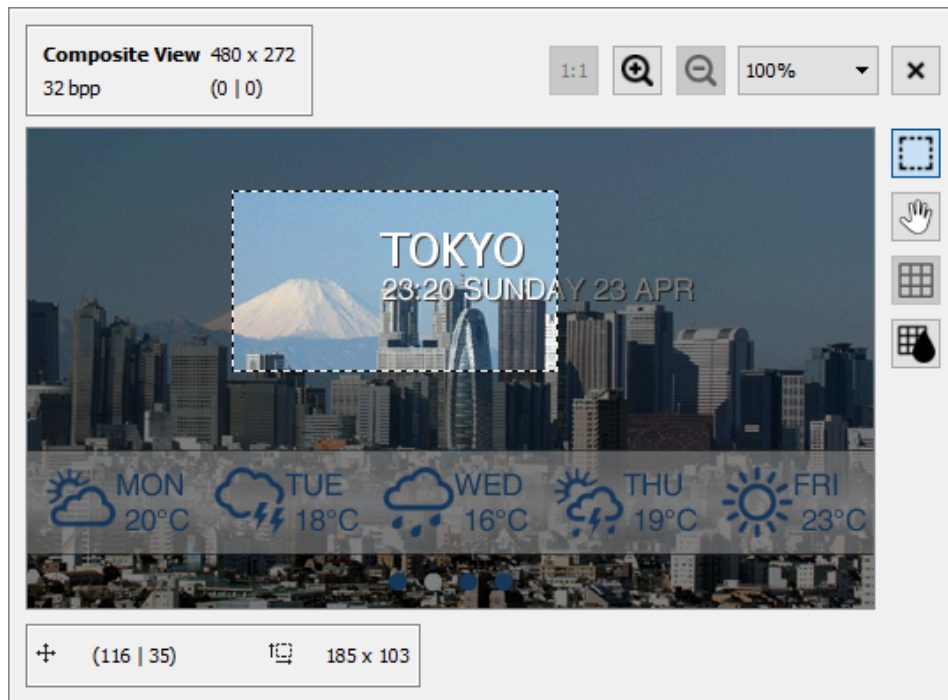 Composite View 480 x 272
32 bpp (0 | 0)
1:1 100%
TOKYO
23:20 SUNDAY 23 APR
MON TUE WED THU FRI
20°C 18°C 16°C 19°C 23°C
(116 | 35) 185 x 103